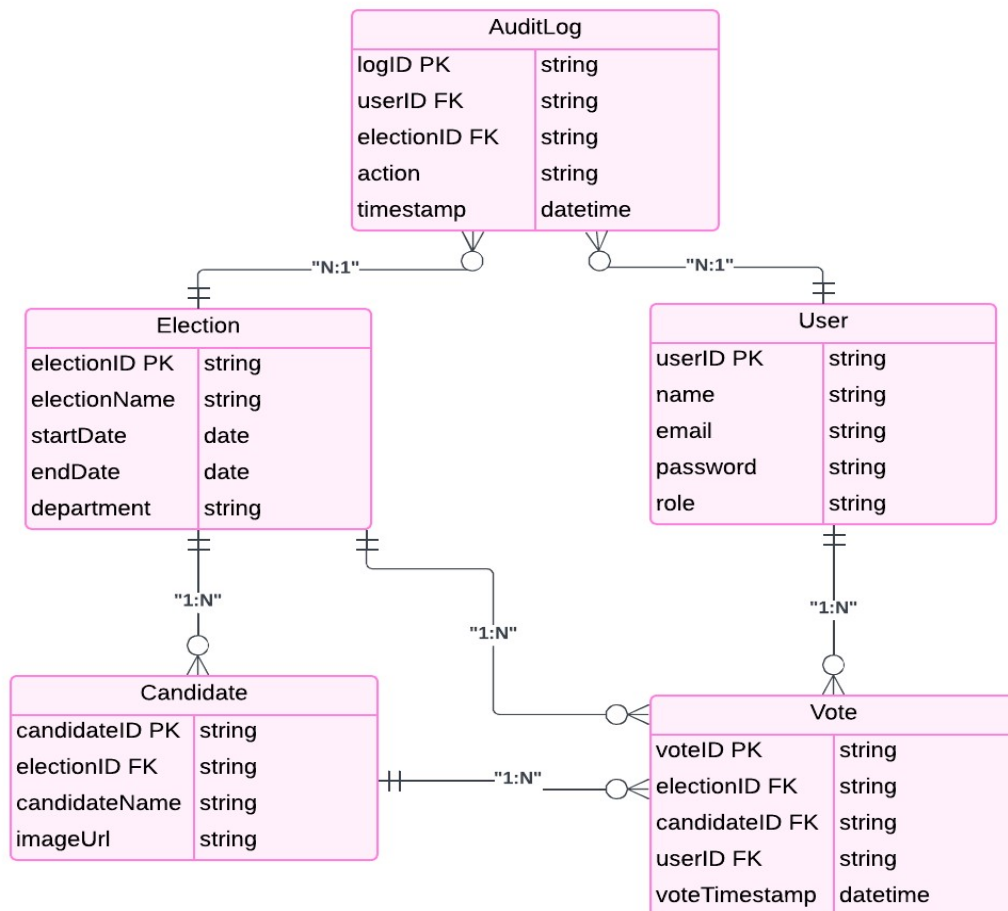 AuditLog
logID PK string
userID FK string
electionID FK string
action string
timestamp datetime
"N:1"
"N:1"
Election
electionID PK string
electionName string
startDate date
endDate date
department string
User
userID PK string
name string
email string
password string
role string
"1:N"
"1:N"
"1:N"
Candidate
candidateID PK string
electionID FK string
candidateName string
imageUrl string
"1:N"
Vote
voteID PK string
electionID FK string
candidateID FK string
userID FK string
voteTimestamp datetime